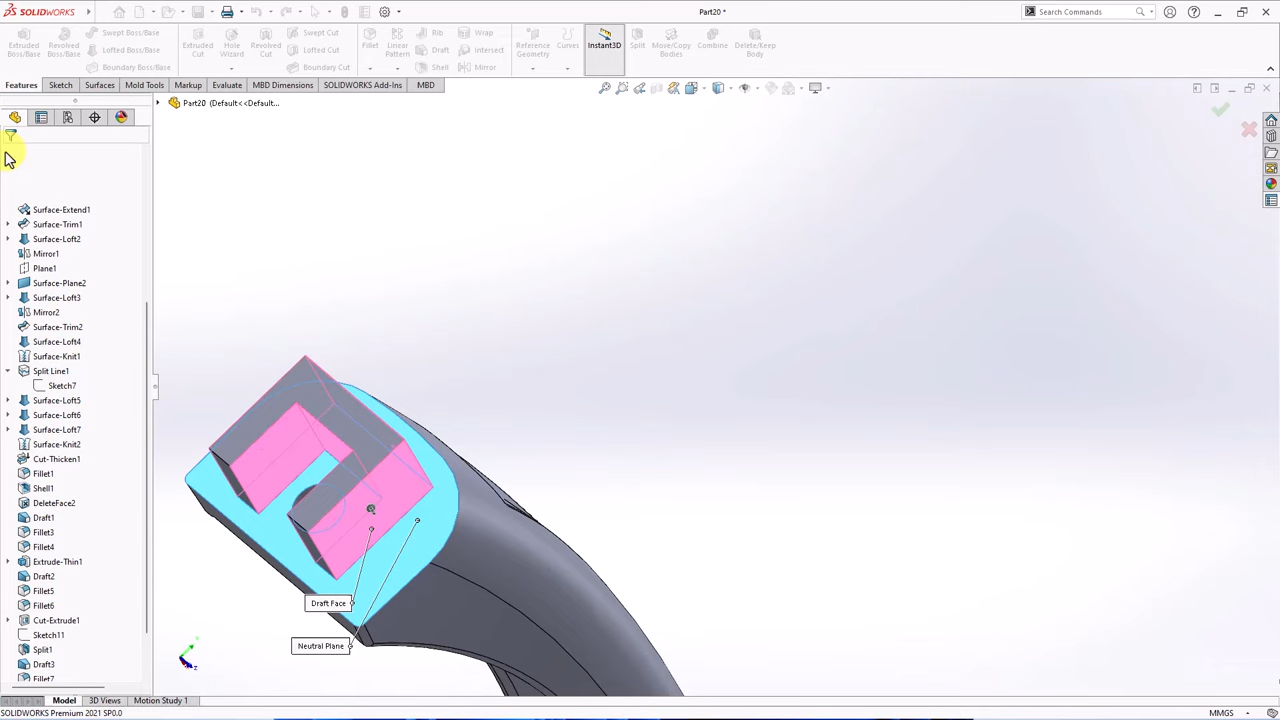 SOLIDWORKS
Part20 *
Search Commands
Extruded Boss/Base
Revolved Boss/Base
Swept Boss/Base
Lofted Boss/Base
Boundary Boss/Base
Extruded Cut
Hole Wizard
Revolved Cut
Swept Cut
Lofted Cut
Boundary Cut
Fillet
Linear Pattern
Rib
Draft
Shell
Wrap
Intersect
Mirror
Reference Geometry
Curves
Instant3D
Split
Move/Copy Bodies
Combine
Delete/Keep Body
Features
Sketch
Surfaces
Mold Tools
Markup
Evaluate
MBD Dimensions
SOLIDWORKS Add-Ins
MBD
Part20 (Default<<Default...
Surface-Extend1
Surface-Trim1
Surface-Loft2
Mirror1
Plane1
Surface-Plane2
Surface-Loft3
Mirror2
Surface-Trim2
Surface-Loft4
Surface-Knit1
Split Line1
Sketch7
Surface-Loft5
Surface-Loft6
Surface-Loft7
Surface-Knit2
Cut-Thicken1
Fillet1
Shell1
DeleteFace2
Draft1
Fillet3
Fillet4
Extrude-Thin1
Draft2
Fillet5
Fillet6
Cut-Extrude1
Sketch11
Split1
Draft3
Fillet7
Draft Face
Neutral Plane
Model
3D Views
Motion Study 1
SOLIDWORKS Premium 2021 SP0.0
MMGS